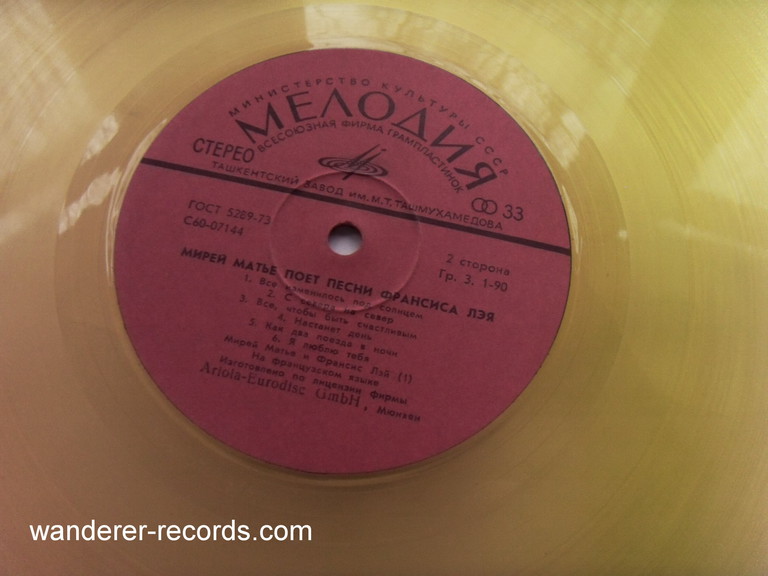 МИНИСТЕРСТВО КУЛЬТУРЫ СССР
МЕЛОДИЯ
ВСЕСОЮЗНАЯ ФИРМА ГРАМПЛАСТИНОК
СТЕРЕО
33
ТАШКЕНТСКИЙ ЗАВОД ИМ. М.Т. ТАШМУХАМЕДОВА
ГОСТ 5289-73
С60-07144
2 сторона
Гр. 3. 1-90
МИРЕЙ МАТЬЕ ПОЕТ ПЕСНИ ФРАНСИСА ЛЭЯ
1. Все изменилось под солнцем
2. С севера на север
3. Все, чтобы быть счастливым
4. Настанет день
5. Как два поезда в ночи
6. Я люблю тебя
Мирей Матье и Франсис Лэй (1)
На французском языке
Изготовлено по лицензии фирмы
Ariola-Eurodisc GmbH, Мюнхен
wanderer-records.com